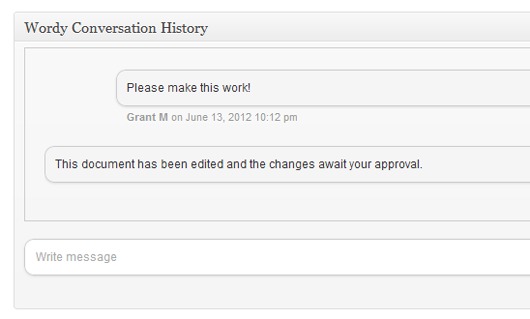 Wordy Conversation History
Please make this work!
Grant M on June 13, 2012 10:12 pm
This document has been edited and the changes await your approval.
Write message